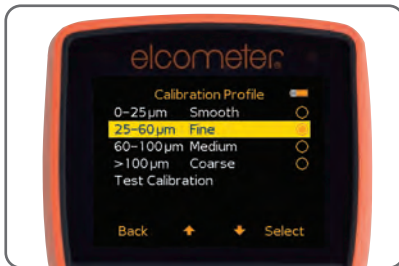 elcometer
Calibration Profile
0-25µm Smooth
25-60µm Fine
60-100µm Medium
>100µm Coarse
Test Calibration
Back Select